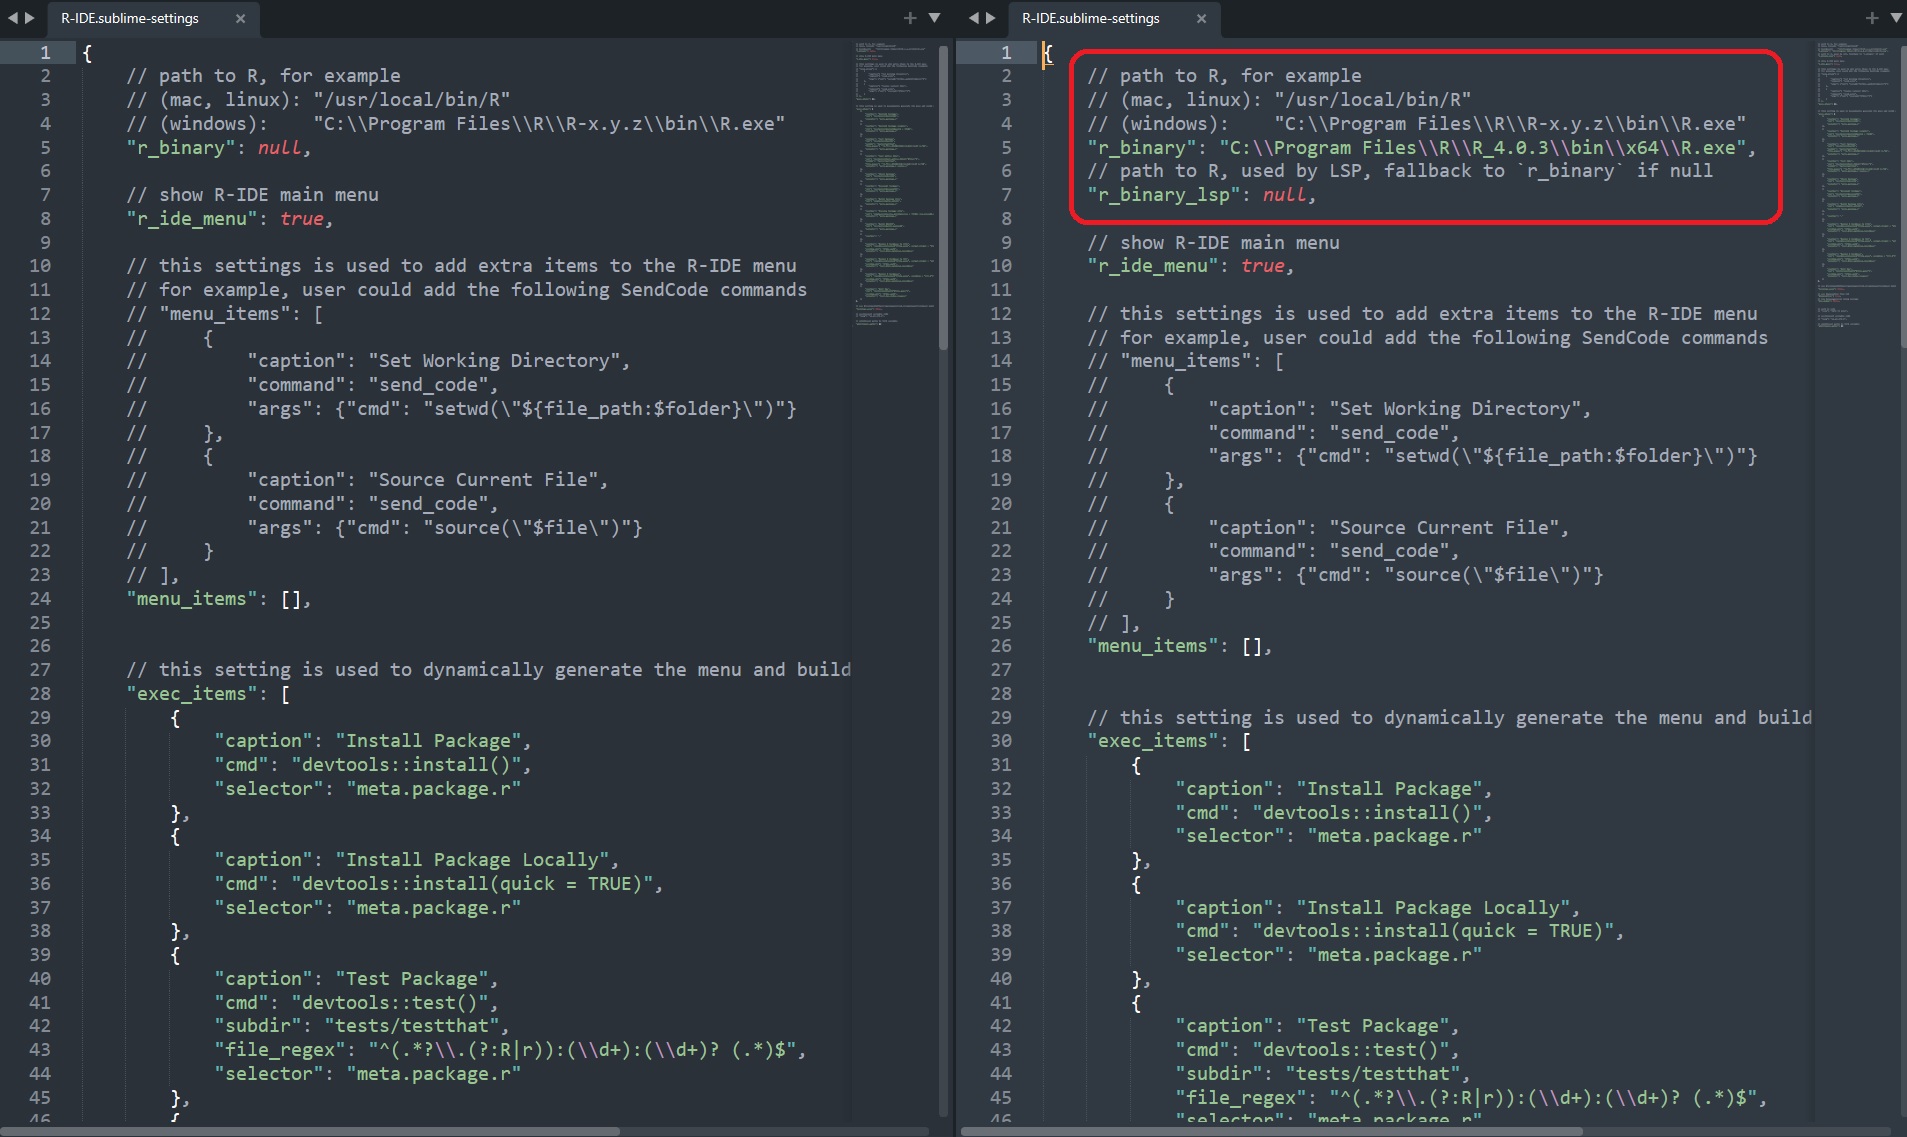 R-IDE.sublime-settings
1 {
2 // path to R, for example
3 // (mac, linux): "/usr/local/bin/R"
4 // (windows):    "C:\\Program Files\\R\\R-x.y.z\\bin\\R.exe"
5 "r_binary": null,
6
7 // show R-IDE main menu
8 "r_ide_menu": true,
9
10 // this settings is used to add extra items to the R-IDE menu
11 // for example, user could add the following SendCode commands
12 // "menu_items": [
13 //     {
14 //         "caption": "Set Working Directory",
15 //         "command": "send_code",
16 //         "args": {"cmd": "setwd(\"${file_path:$folder}\")"}
17 //     },
18 //     {
19 //         "caption": "Source Current File",
20 //         "command": "send_code",
21 //         "args": {"cmd": "source(\"$file\")"}
22 //     }
23 // ],
24 "menu_items": [],
25
26
27 // this setting is used to dynamically generate the menu and build
28 "exec_items": [
29 {
30 "caption": "Install Package",
31 "cmd": "devtools::install()",
32 "selector": "meta.package.r"
33 },
34 {
35 "caption": "Install Package Locally",
36 "cmd": "devtools::install(quick = TRUE)",
37 "selector": "meta.package.r"
38 },
39 {
40 "caption": "Test Package",
41 "cmd": "devtools::test()",
42 "subdir": "tests/testthat",
43 "file_regex": "^(.*?\\.(?:R|r)):(\\d+):(\\d+)? (.*)$",
44 "selector": "meta.package.r"
45 },
46 {
R-IDE.sublime-settings
1 {
2 // path to R, for example
3 // (mac, linux): "/usr/local/bin/R"
4 // (windows):    "C:\\Program Files\\R\\R-x.y.z\\bin\\R.exe"
5 "r_binary": "C:\\Program Files\\R\\R_4.0.3\\bin\\x64\\R.exe",
6 // path to R, used by LSP, fallback to `r_binary` if null
7 "r_binary_lsp": null,
8
9 // show R-IDE main menu
10 "r_ide_menu": true,
11
12 // this settings is used to add extra items to the R-IDE menu
13 // for example, user could add the following SendCode commands
14 // "menu_items": [
15 //     {
16 //         "caption": "Set Working Directory",
17 //         "command": "send_code",
18 //         "args": {"cmd": "setwd(\"${file_path:$folder}\")"}
19 //     },
20 //     {
21 //         "caption": "Source Current File",
22 //         "command": "send_code",
23 //         "args": {"cmd": "source(\"$file\")"}
24 //     }
25 // ],
26 "menu_items": [],
27
28
29 // this setting is used to dynamically generate the menu and build
30 "exec_items": [
31 {
32 "caption": "Install Package",
33 "cmd": "devtools::install()",
34 "selector": "meta.package.r"
35 },
36 {
37 "caption": "Install Package Locally",
38 "cmd": "devtools::install(quick = TRUE)",
39 "selector": "meta.package.r"
40 },
41 {
42 "caption": "Test Package",
43 "cmd": "devtools::test()",
44 "subdir": "tests/testthat",
45 "file_regex": "^(.*?\\.(?:R|r)):(\\d+):(\\d+)? (.*)$",
46 "selector": "meta.package.r"